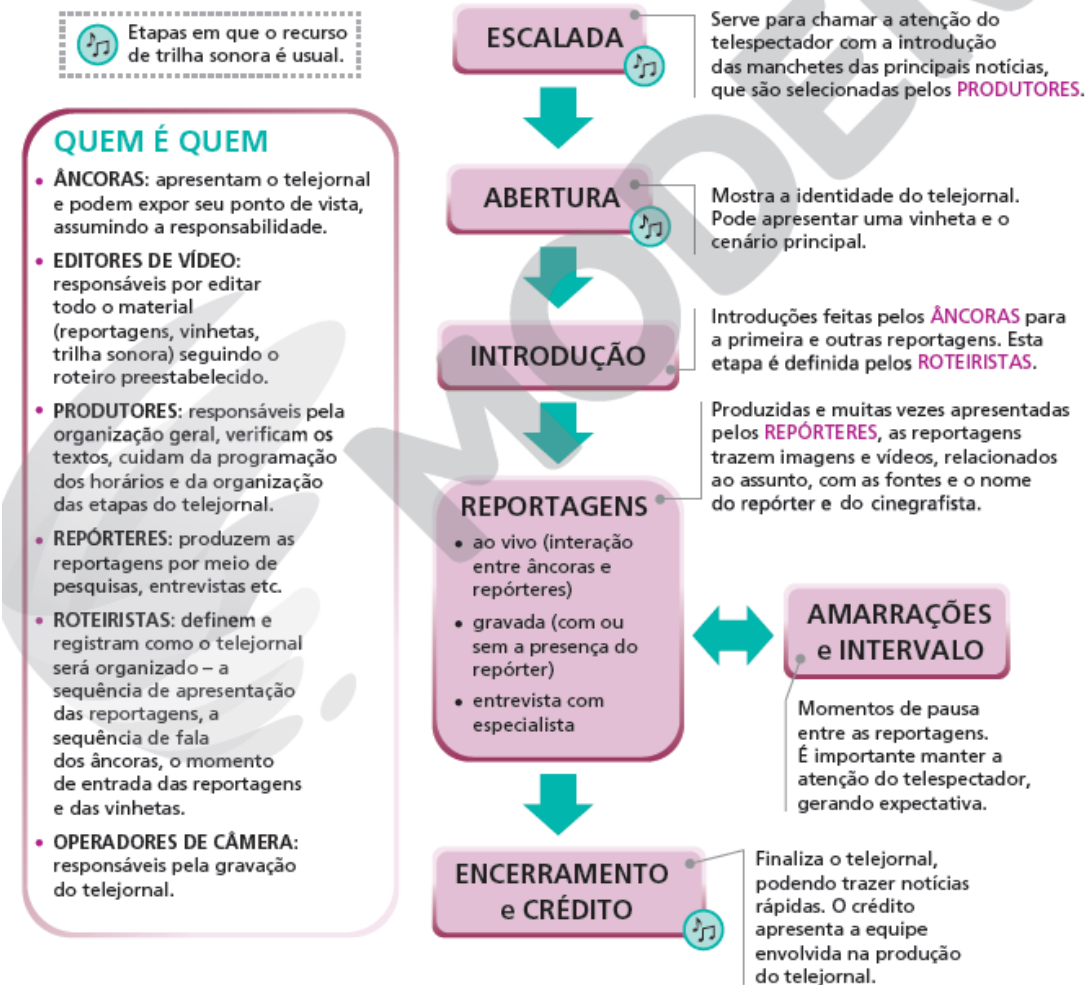 Etapas em que o recurso
de trilha sonora é usual.
QUEM É QUEM
• ÂNCORAS: apresentam o telejornal
e podem expor seu ponto de vista,
assumindo a responsabilidade.
• EDITORES DE VÍDEO:
responsáveis por editar
todo o material
(reportagens, vinhetas,
trilha sonora) seguindo o
roteiro preestabelecido.
• PRODUTORES: responsáveis pela
organização geral, verificam os
textos, cuidam da programação
dos horários e da organização
das etapas do telejornal.
• REPÓRTERES: produzem as
reportagens por meio de
pesquisas, entrevistas etc.
• ROTEIRISTAS: definem e
registram como o telejornal
será organizado – a
sequência de apresentação
das reportagens, a
sequência de fala
dos âncoras, o momento
de entrada das reportagens
e das vinhetas.
• OPERADORES DE CÂMERA:
responsáveis pela gravação
do telejornal.
ESCALADA
Serve para chamar a atenção do
telespectador com a introdução
das manchetes das principais notícias,
que são selecionadas pelos PRODUTORES.
ABERTURA
Mostra a identidade do telejornal.
Pode apresentar uma vinheta e o
cenário principal.
INTRODUÇÃO
Introduções feitas pelos ÂNCORAS para
a primeira e outras reportagens. Esta
etapa é definida pelos ROTEIRISTAS.
REPORTAGENS
• ao vivo (interação
entre âncoras e
repórteres)
• gravada (com ou
sem a presença do
repórter)
• entrevista com
especialista
Produzidas e muitas vezes apresentadas
pelos REPÓRTERES, as reportagens
trazem imagens e vídeos, relacionados
ao assunto, com as fontes e o nome
do repórter e do cinegrafista.
AMARRAÇÕES
e INTERVALO
Momentos de pausa
entre as reportagens.
É importante manter a
atenção do telespectador,
gerando expectativa.
ENCERRAMENTO
e CRÉDITO
Finaliza o telejornal,
podendo trazer notícias
rápidas. O crédito
apresenta a equipe
envolvida na produção
do telejornal.
MODE